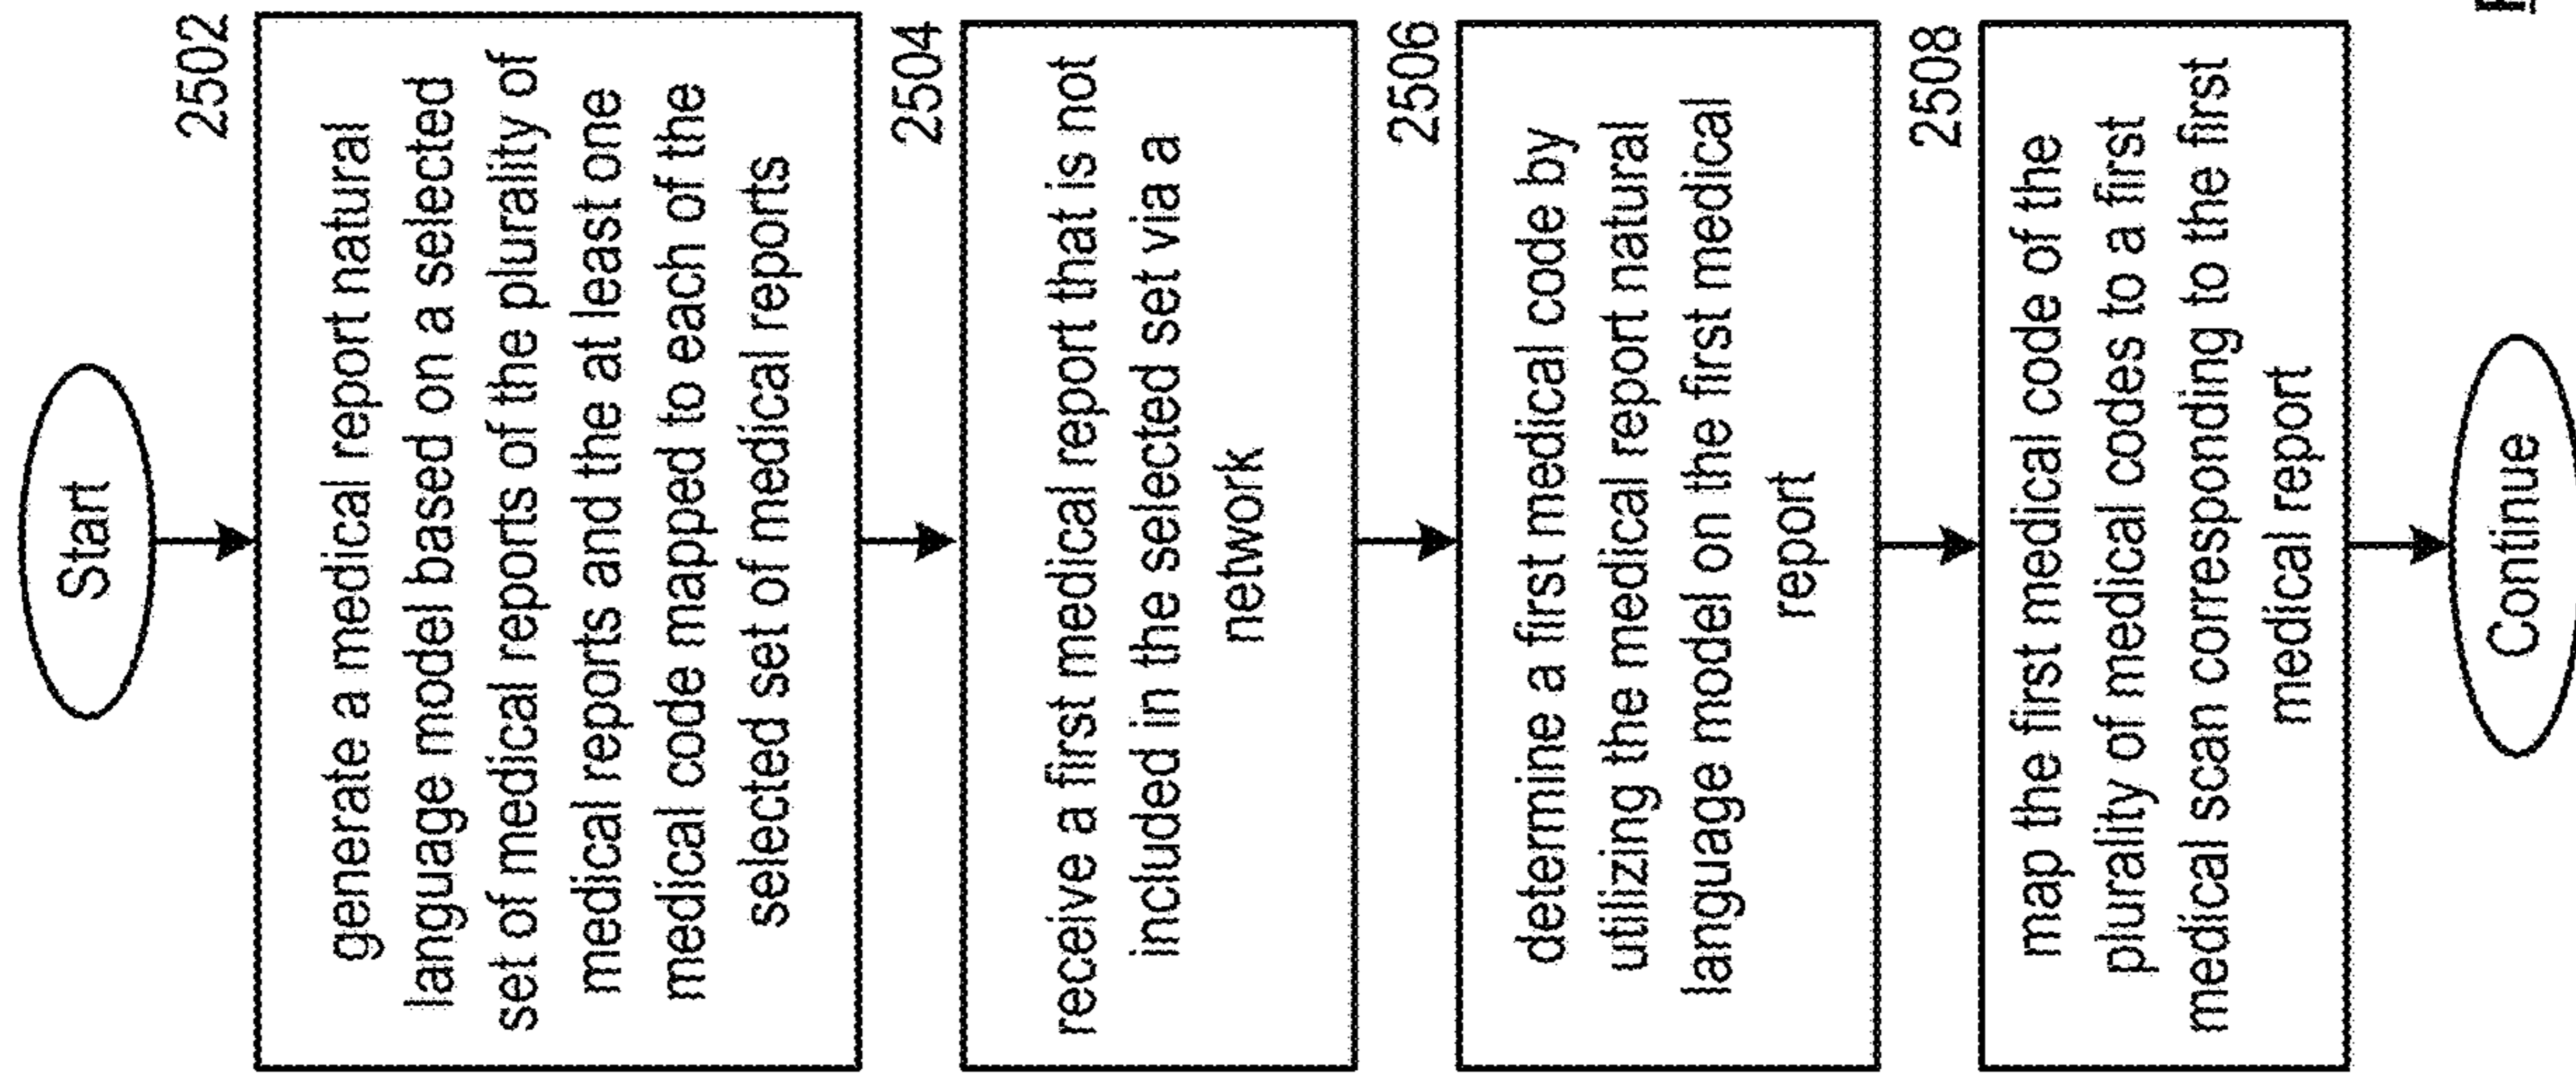 Start
2502
generate a medical report natural
language model based on a selected
set of medical reports of the plurality of
medical reports and the at least one
medical code mapped to each of the
selected set of medical reports
2504
receive a first medical report that is not
included in the selected set via a
network
2506
determine a first medical code by
utilizing the medical report natural
language model on the first medical
report
2508
map the first medical code of the
plurality of medical codes to a first
medical scan corresponding to the first
medical report
Continue